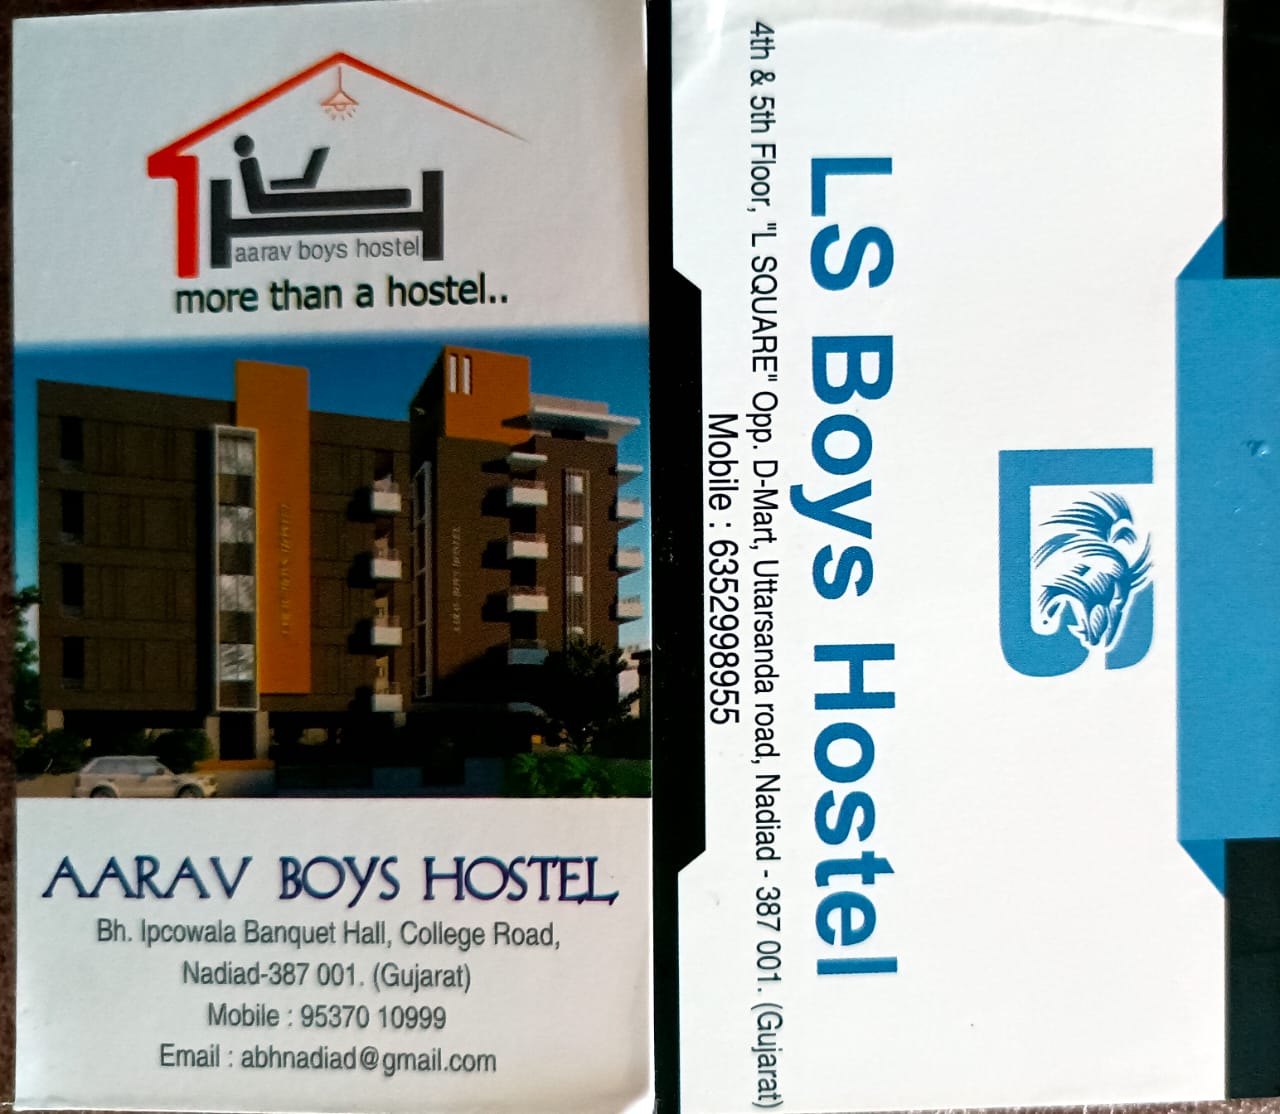 aarav boys hostel
more than a hostel..
AARAV BOYS HOSTEL
Bh. Ipcowala Banquet Hall, College Road,
Nadiad-387 001. (Gujarat)
Mobile : 95370 10999
Email : abhnadiad@gmail.com
LS Boys Hostel
4th & 5th Floor, "L SQUARE" Opp. D-Mart, Uttarsanda road, Nadiad - 387 001. (Gujarat)
Mobile : 6352998955